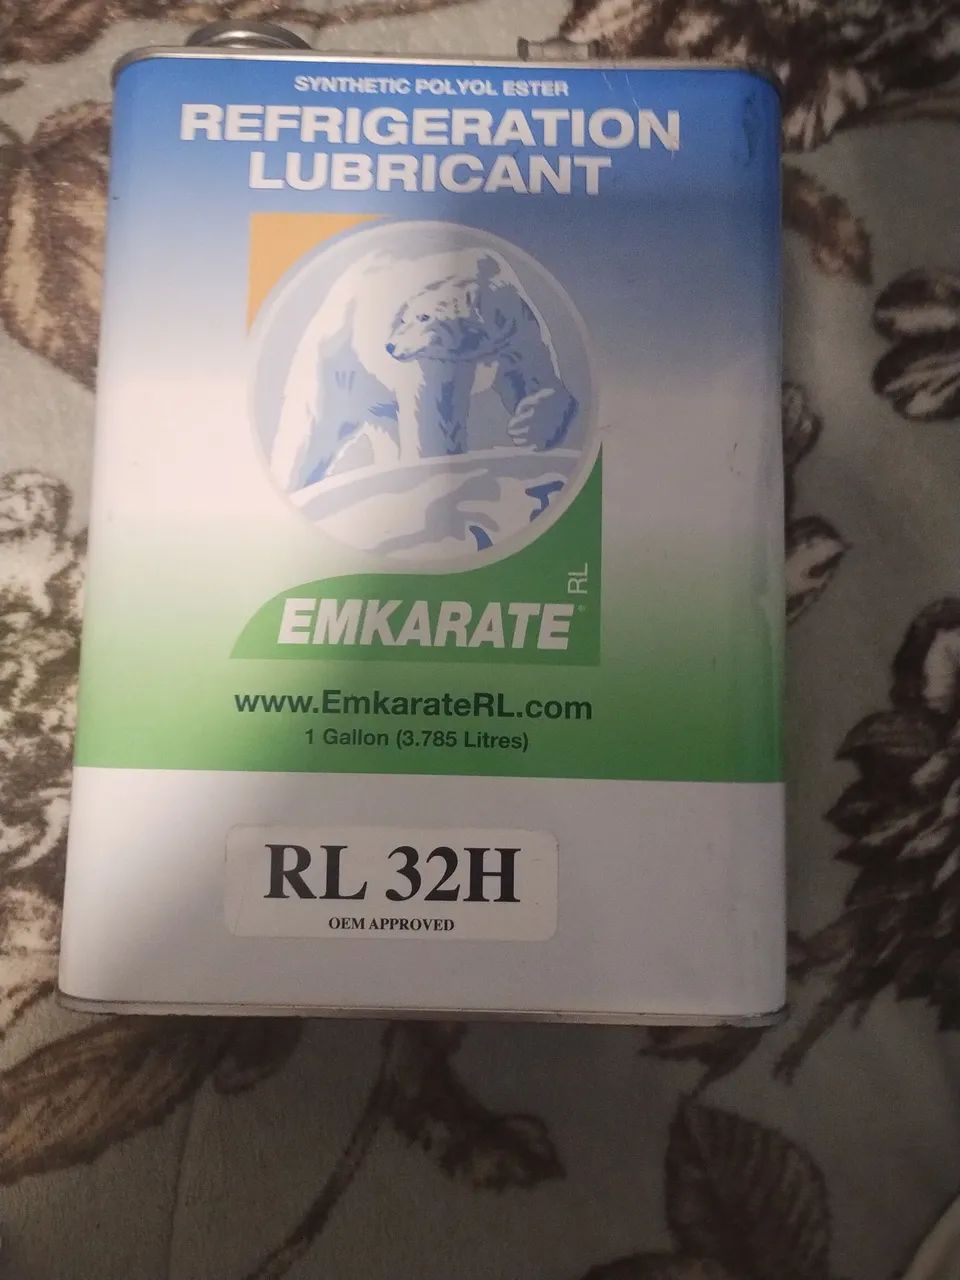 SYNTHETIC POLYOL ESTER
REFRIGERATION
LUBRICANT
RL
EMKARATE®
www.EmkarateRL.com
1 Gallon (3.785 Litres)
RL 32H
OEM APPROVED